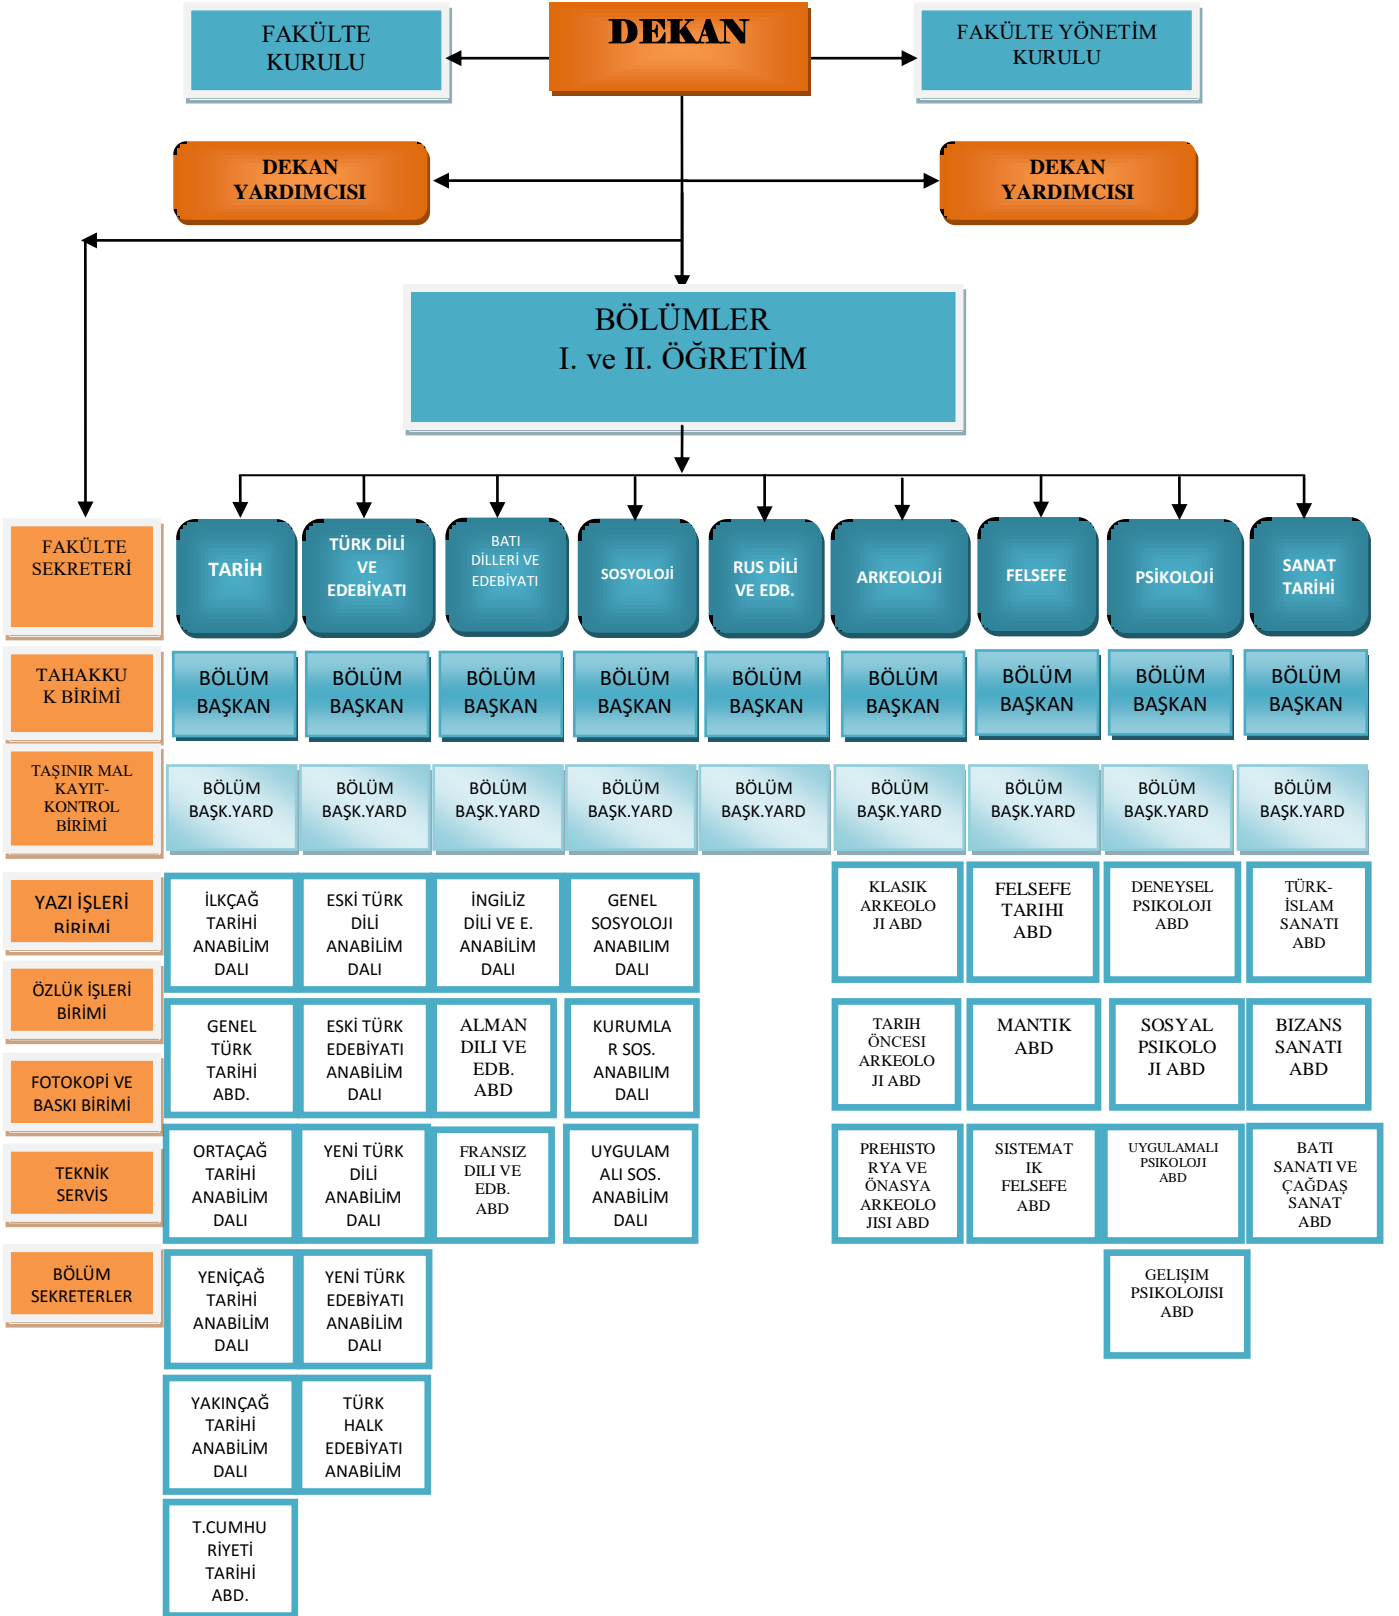 FAKÜLTE
KURULU
DEKAN
FAKÜLTE YÖNETİM
KURULU
DEKAN
YARDIMCISI
DEKAN
YARDIMCISI
BÖLÜMLER
I. ve II. ÖĞRETİM
FAKÜLTE
SEKRETERİ
TARİH
TÜRK DİLİ
VE
EDEBİYATI
BATI
DİLLERİ VE
EDEBİYATI
SOSYOLOJİ
RUS DİLİ
VE EDB.
ARKEOLOJİ
FELSEFE
PSİKOLOJİ
SANAT
TARİHİ
TAHAKKU
K BİRİMİ
BÖLÜM
BAŞKAN
BÖLÜM
BAŞKAN
BÖLÜM
BAŞKAN
BÖLÜM
BAŞKAN
BÖLÜM
BAŞKAN
BÖLÜM
BAŞKAN
BÖLÜM
BAŞKAN
BÖLÜM
BAŞKAN
BÖLÜM
BAŞKAN
TAŞINIR MAL
KAYIT-
KONTROL
BİRİMİ
BÖLÜM
BAŞK.YARD
BÖLÜM
BAŞK.YARD
BÖLÜM
BAŞK.YARD
BÖLÜM
BAŞK.YARD
BÖLÜM
BAŞK.YARD
BÖLÜM
BAŞK.YARD
BÖLÜM
BAŞK.YARD
BÖLÜM
BAŞK.YARD
BÖLÜM
BAŞK.YARD
YAZI İŞLERİ
BİRİMİ
İLKÇAĞ
TARİHİ
ANABİLİM
DALI
ESKİ TÜRK
DİLİ
ANABİLİM
DALI
İNGİLİZ
DİLİ VE E.
ANABİLİM
DALI
GENEL
SOSYOLOJI
ANABILIM
DALI
KLASIK
ARKEOLO
JI ABD
FELSEFE
TARIHI
ABD
DENEYSEL
PSIKOLOJI
ABD
TÜRK-
İSLAM
SANATI
ABD
ÖZLÜK İŞLERİ
BİRİMİ
GENEL
TÜRK
TARİHİ
ABD.
ESKİ TÜRK
EDEBİYATI
ANABİLİM
DALI
ALMAN
DILI VE
EDB.
ABD
KURUMLA
R SOS.
ANABILIM
DALI
TARIH
ÖNCESI
ARKEOLO
JI ABD
MANTIK
ABD
SOSYAL
PSIKOLO
JI ABD
BIZANS
SANATI
ABD
FOTOKOPİ VE
BASKI BİRİMİ
ORTAÇAĞ
TARİHİ
ANABİLİM
DALI
YENİ TÜRK
DİLİ
ANABİLİM
DALI
FRANSIZ
DILI VE
EDB.
ABD
UYGULAM
ALI SOS.
ANABİLİM
DALI
PREHISTO
RYA VE
ÖNASYA
ARKEOLO
JISI ABD
SISTEMAT
IK
FELSEFE
ABD
UYGULAMALI
PSIKOLOJI
ABD
BATI
SANATI VE
ÇAĞDAŞ
SANAT
ABD
TEKNİK
SERVİS
BÖLÜM
SEKRETERLER
YENİÇAĞ
TARİHİ
ANABİLİM
DALI
YENİ TÜRK
EDEBİYATI
ANABİLİM
DALI
GELIŞIM
PSIKOLOJISI
ABD
YAKINÇAĞ
TARİHİ
ANABİLİM
DALI
TÜRK
HALK
EDEBİYATI
ANABİLİM
T.CUMHU
RİYETİ
TARİHİ
ABD.